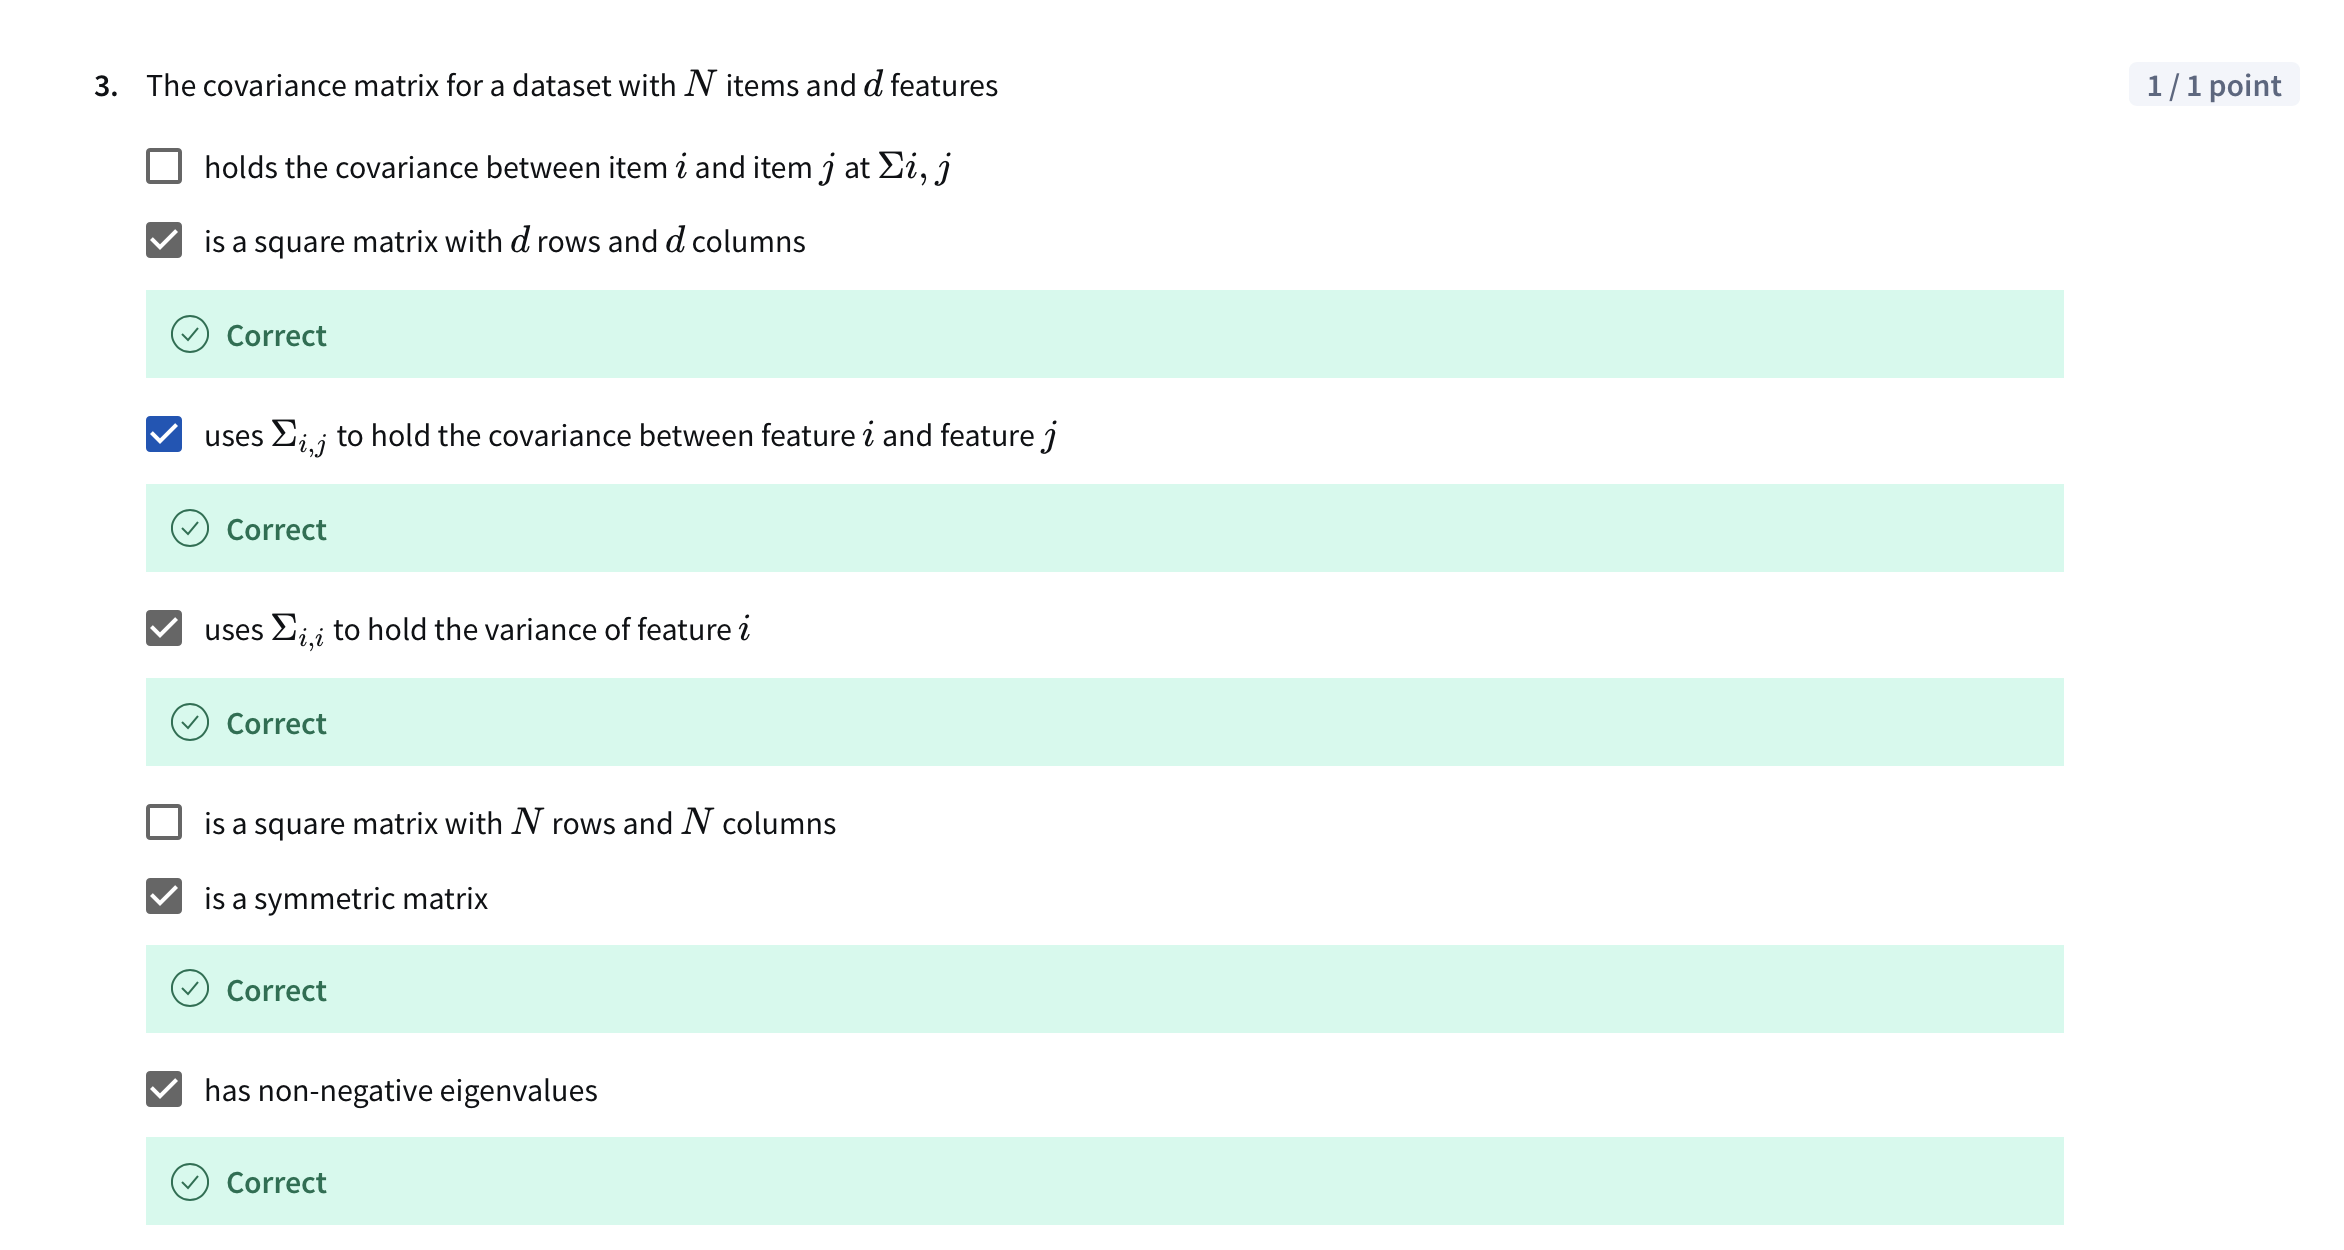 3. The covariance matrix for a dataset with N items and d features
1 / 1 point
holds the covariance between item i and item j at Σi, j
is a square matrix with d rows and d columns
Correct
uses Σi,j to hold the covariance between feature i and feature j
Correct
uses Σi,i to hold the variance of feature i
Correct
is a square matrix with N rows and N columns
is a symmetric matrix
Correct
has non-negative eigenvalues
Correct